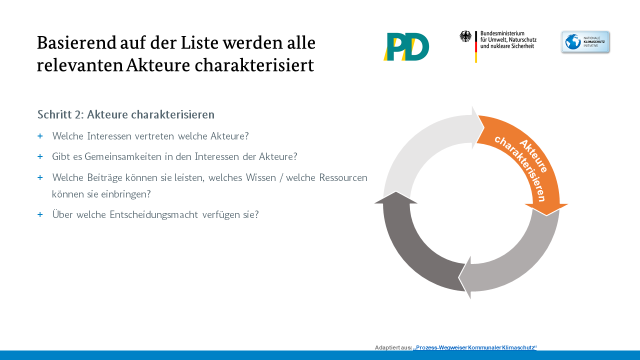 Basierend auf der Liste werden alle
relevanten Akteure charakterisiert
PD
Bundesministerium
für Umwelt, Naturschutz
und nukleare Sicherheit
NATIONALE
KLIMASCHUTZ
INITIATIVE
Schritt 2: Akteure charakterisieren
+ Welche Interessen vertreten welche Akteure?
+ Gibt es Gemeinsamkeiten in den Interessen der Akteure?
+ Welche Beiträge können sie leisten, welches Wissen / welche Ressourcen
können sie einbringen?
+ Über welche Entscheidungsmacht verfügen sie?
Akteure
charakterisieren
Adaptiert aus: „Prozess-Wegweiser Kommunaler Klimaschutz“